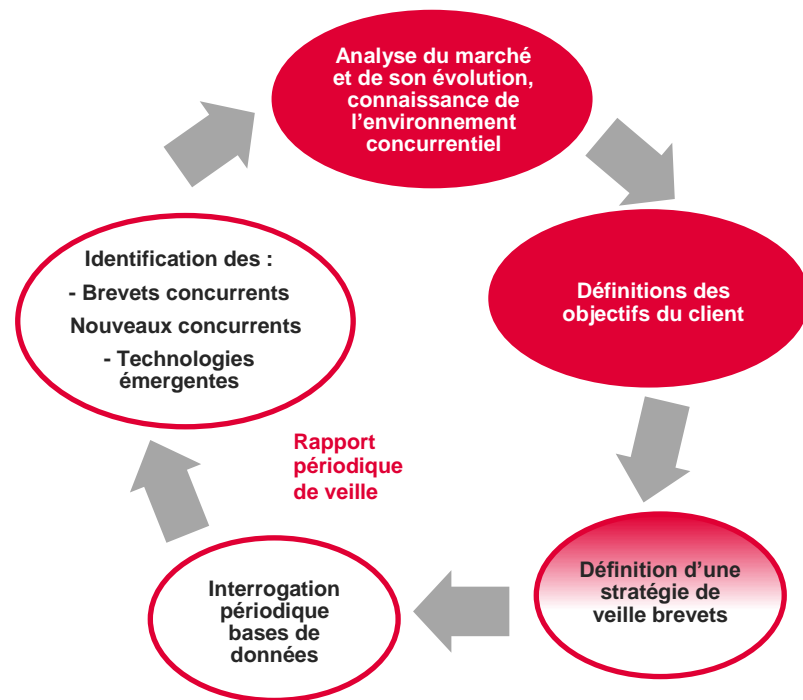 Analyse du marché
et de son évolution,
connaissance de
l'environnement
concurrentiel
Définitions des
objectifs du client
Définition d'une
stratégie de
veille brevets
Interrogation
périodique
bases de
données
Identification des :
- Brevets concurrents
Nouveaux concurrents
- Technologies
émergentes
Rapport
périodique
de veille